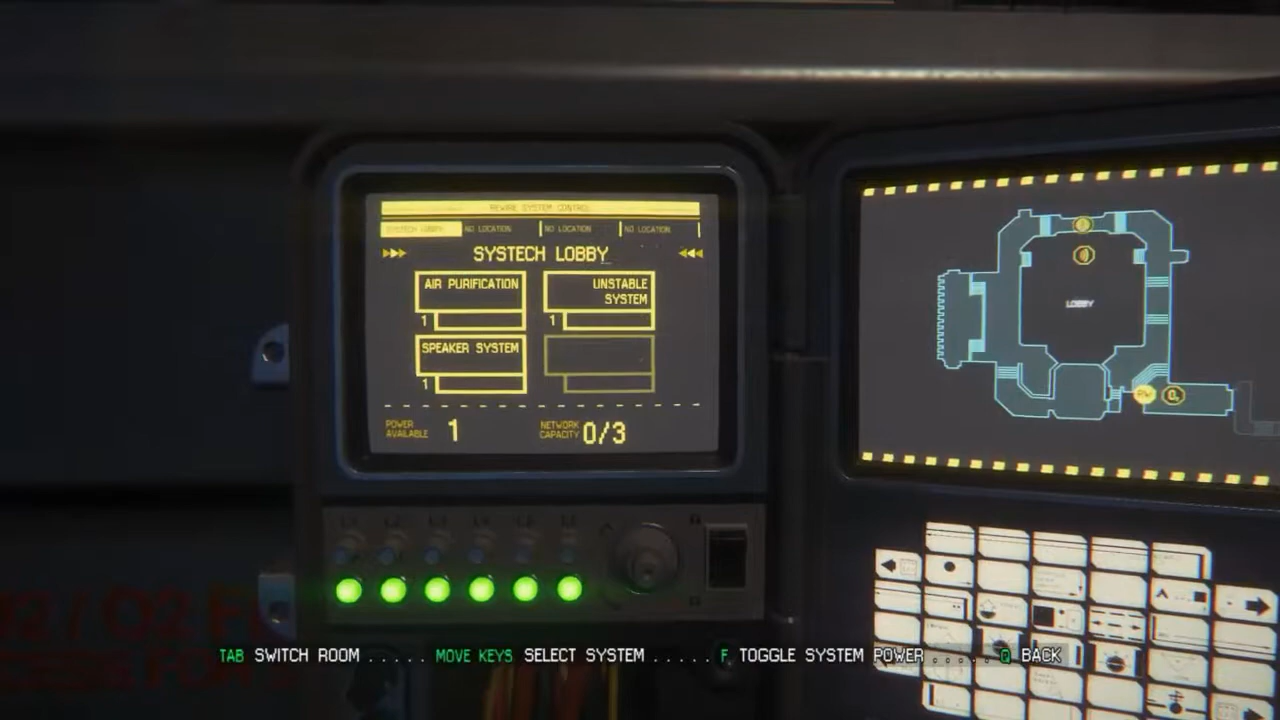 REWIRE SYSTEM CONTROL
SYSTECH LOBBY
NO LOCATION
NO LOCATION
NO LOCATION
SYSTECH LOBBY_
AIR PURIFICATION
1
UNSTABLE
SYSTEM
1
SPEAKER SYSTEM
1
POWER
AVAILABLE
1
NETWORK
CAPACITY
0/3
LOBBY
TAB SWITCH ROOM ..... MOVE KEYS SELECT SYSTEM ..... F TOGGLE SYSTEM POWER ..... Q BACK